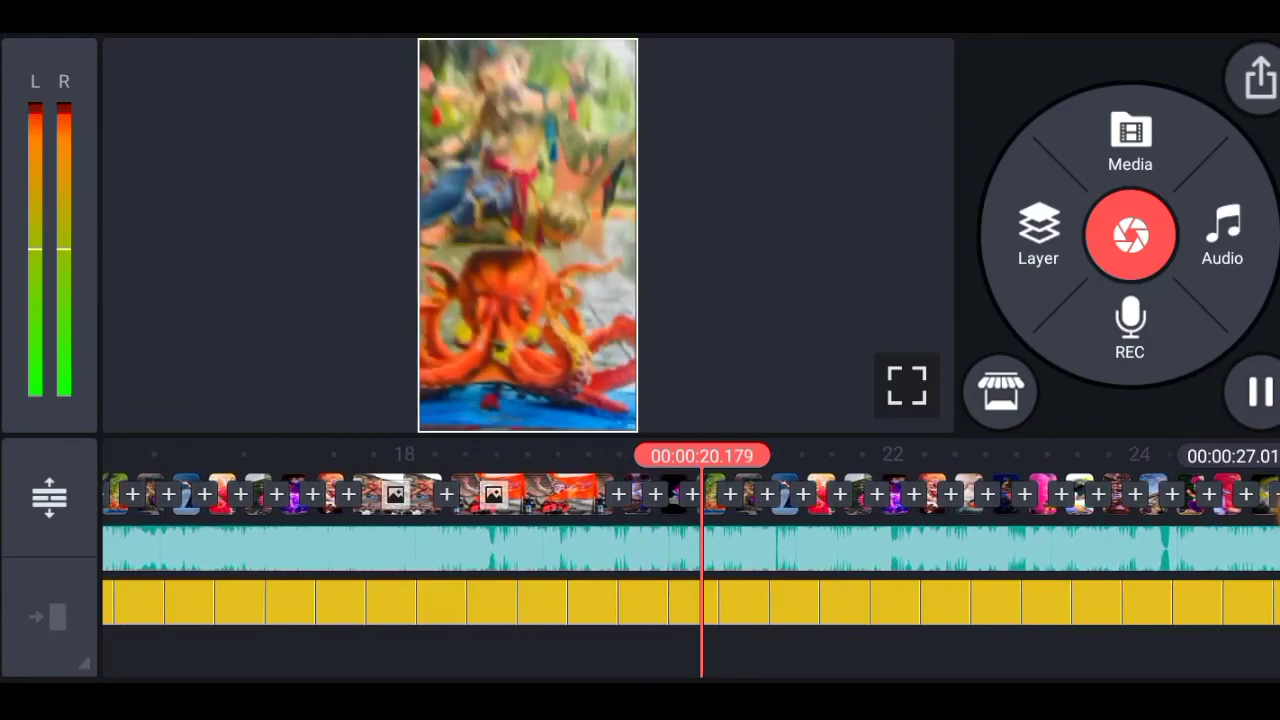 L R
Media
Layer
Audio
REC
18
00:00:20.179
22
24
00:00:27.01